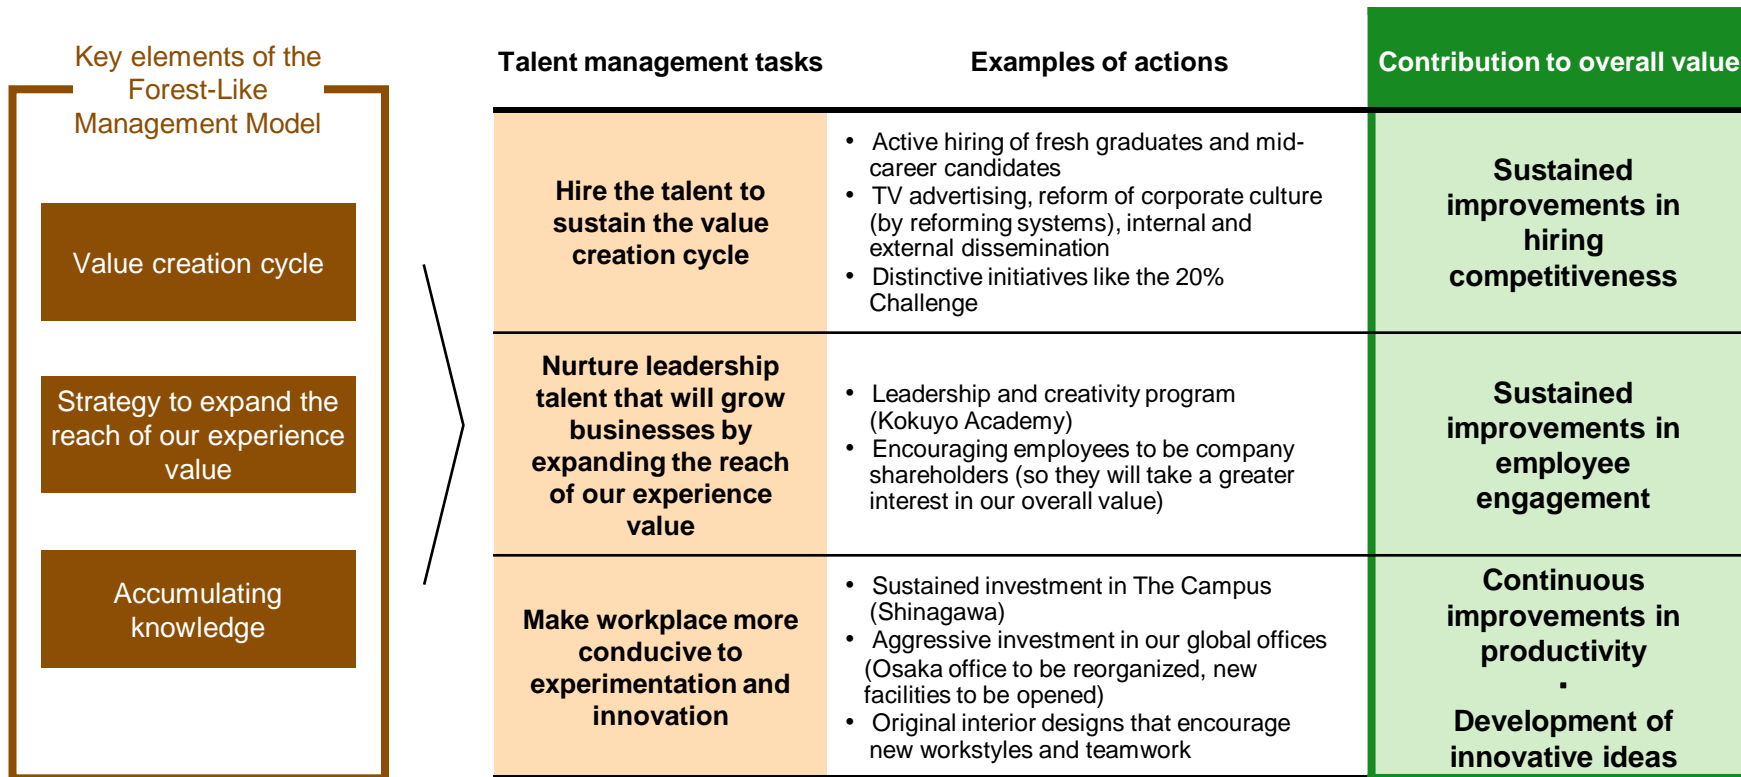 Key elements of the
Forest-Like
Management Model
Value creation cycle
Strategy to expand the
reach of our experience
value
Accumulating
knowledge
Talent management tasks
Examples of actions
Contribution to overall value
Hire the talent to
sustain the value
creation cycle
• Active hiring of fresh graduates and mid-
career candidates
• TV advertising, reform of corporate culture
(by reforming systems), internal and
external dissemination
• Distinctive initiatives like the 20%
Challenge
Sustained
improvements in
hiring
competitiveness
Nurture leadership
talent that will grow
businesses by
expanding the reach
of our experience
value
• Leadership and creativity program
(Kokuyo Academy)
• Encouraging employees to be company
shareholders (so they will take a greater
interest in our overall value)
Sustained
improvements in
employee
engagement
Make workplace more
conducive to
experimentation and
innovation
• Sustained investment in The Campus
(Shinagawa)
• Aggressive investment in our global offices
(Osaka office to be reorganized, new
facilities to be opened)
• Original interior designs that encourage
new workstyles and teamwork
Continuous
improvements in
productivity
・
Development of
innovative ideas